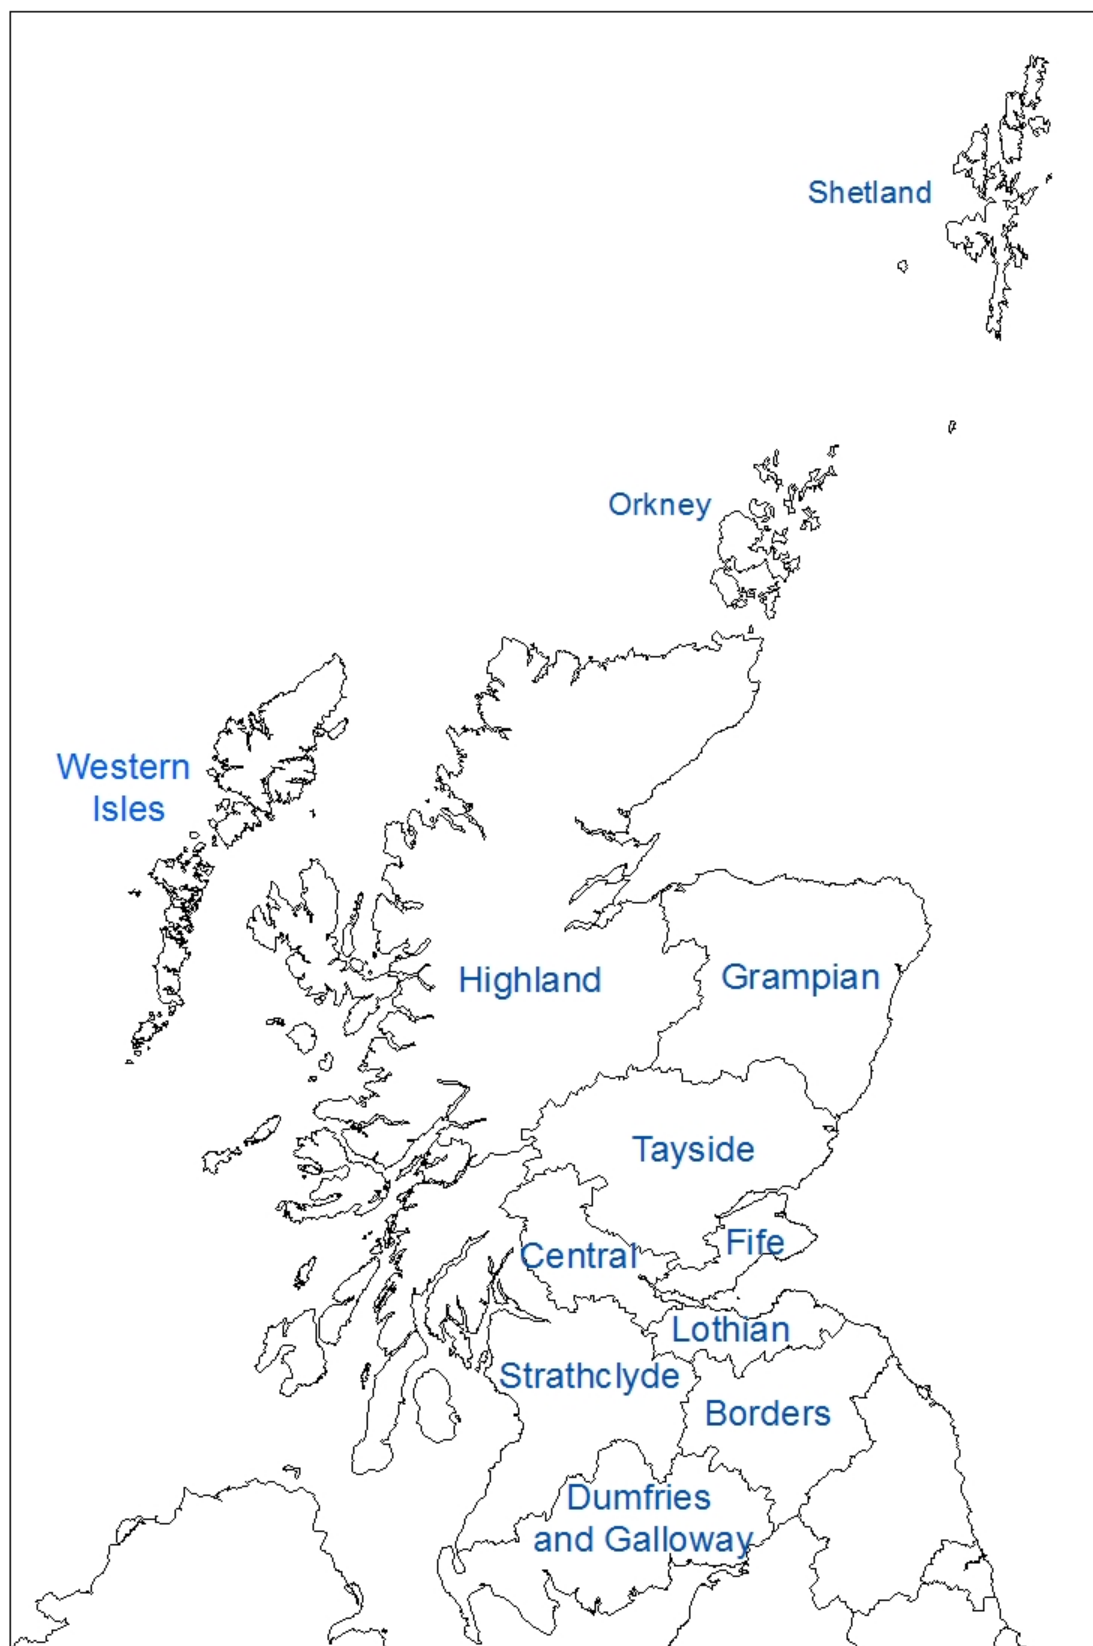 Shetland
Orkney
Western
Isles
Highland
Grampian
Tayside
Fife
Central
Lothian
Strathclyde
Borders
Dumfries
and Galloway